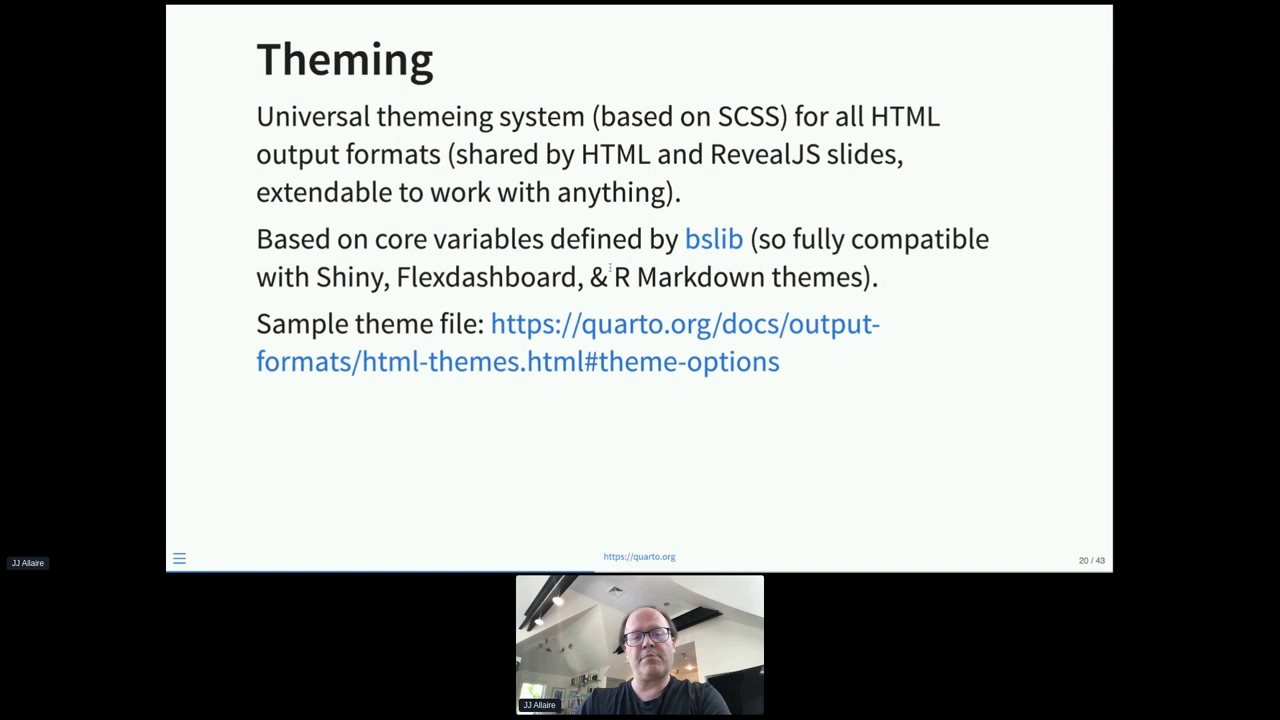 Theming
Universal themeing system (based on SCSS) for all HTML
output formats (shared by HTML and RevealJS slides,
extendable to work with anything).
Based on core variables defined by bslib (so fully compatible
with Shiny, Flexdashboard, & R Markdown themes).
Sample theme file: https://quarto.org/docs/output-
formats/html-themes.html#theme-options
https://quarto.org
20 / 43
JJ Allaire
JJ Allaire